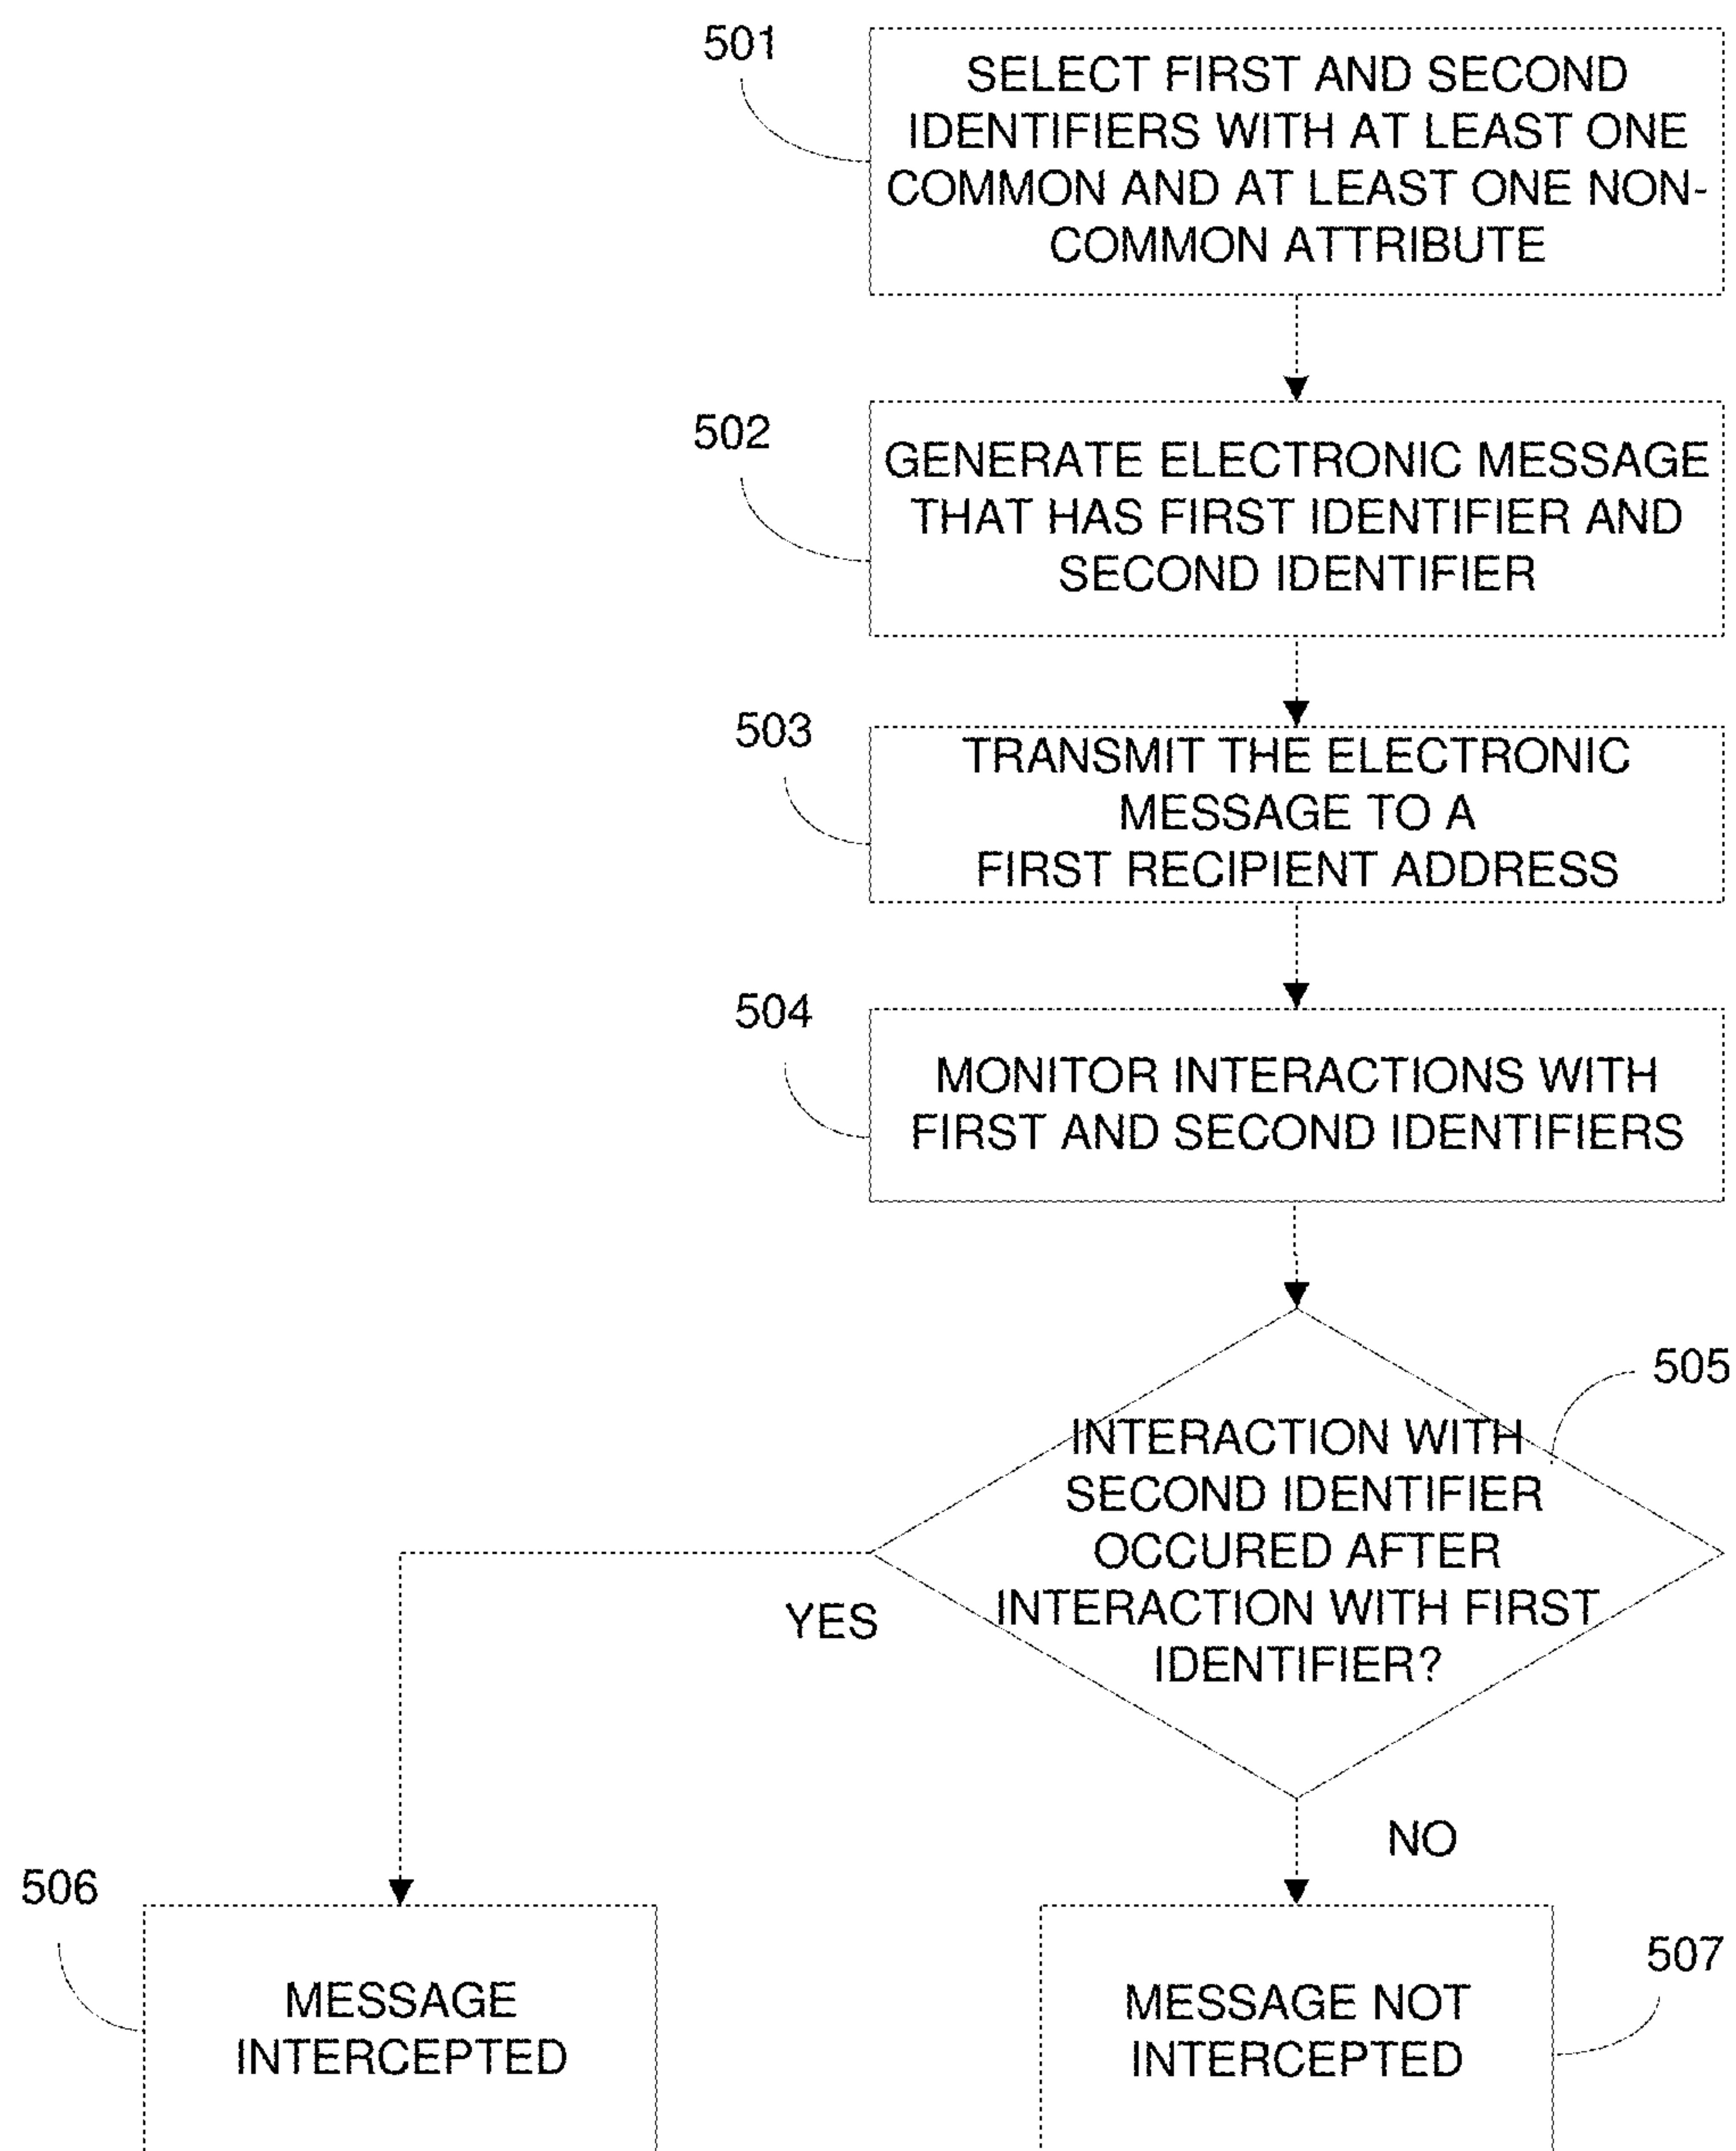 501
SELECT FIRST AND SECOND
IDENTIFIERS WITH AT LEAST ONE
COMMON AND AT LEAST ONE NON-
COMMON ATTRIBUTE
502
GENERATE ELECTRONIC MESSAGE
THAT HAS FIRST IDENTIFIER AND
SECOND IDENTIFIER
503
TRANSMIT THE ELECTRONIC
MESSAGE TO A
FIRST RECIPIENT ADDRESS
504
MONITOR INTERACTIONS WITH
FIRST AND SECOND IDENTIFIERS
505
INTERACTION WITH
SECOND IDENTIFIER
OCCURED AFTER
INTERACTION WITH FIRST
IDENTIFIER?
YES
NO
506
MESSAGE
INTERCEPTED
507
MESSAGE NOT
INTERCEPTED